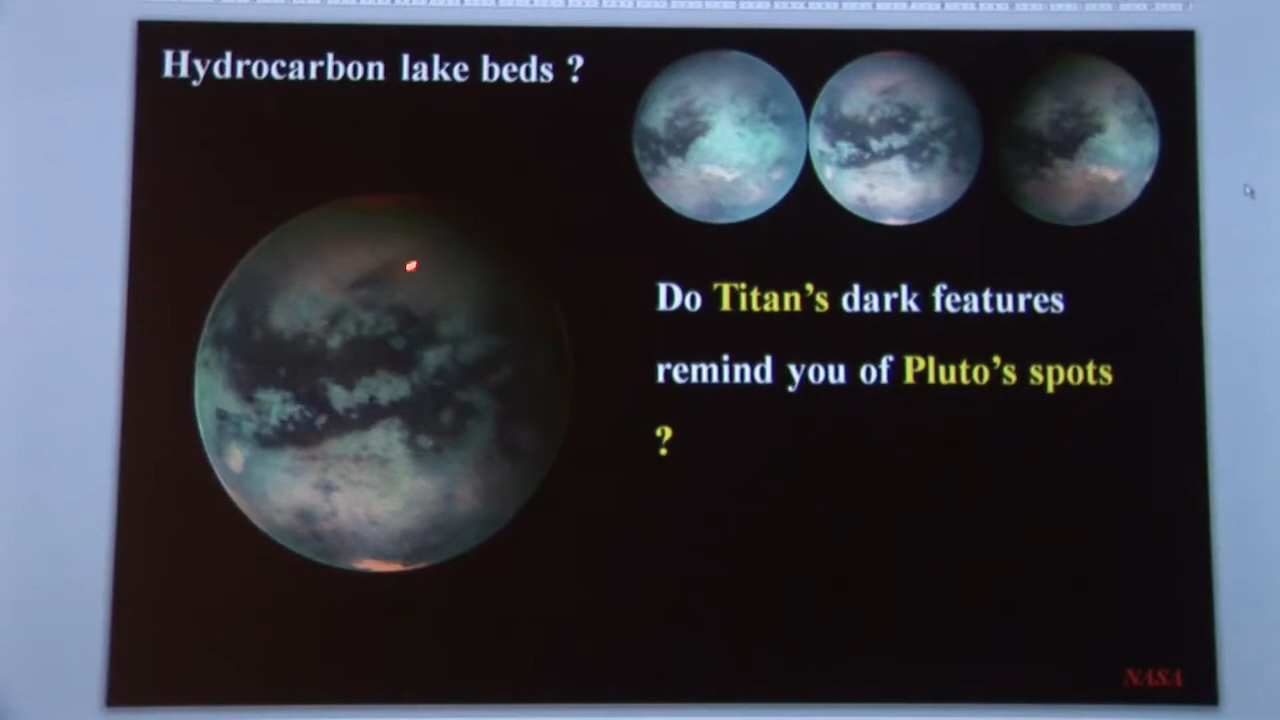 Hydrocarbon lake beds ?
Do Titan's dark features
remind you of Pluto's spots
?
NASA